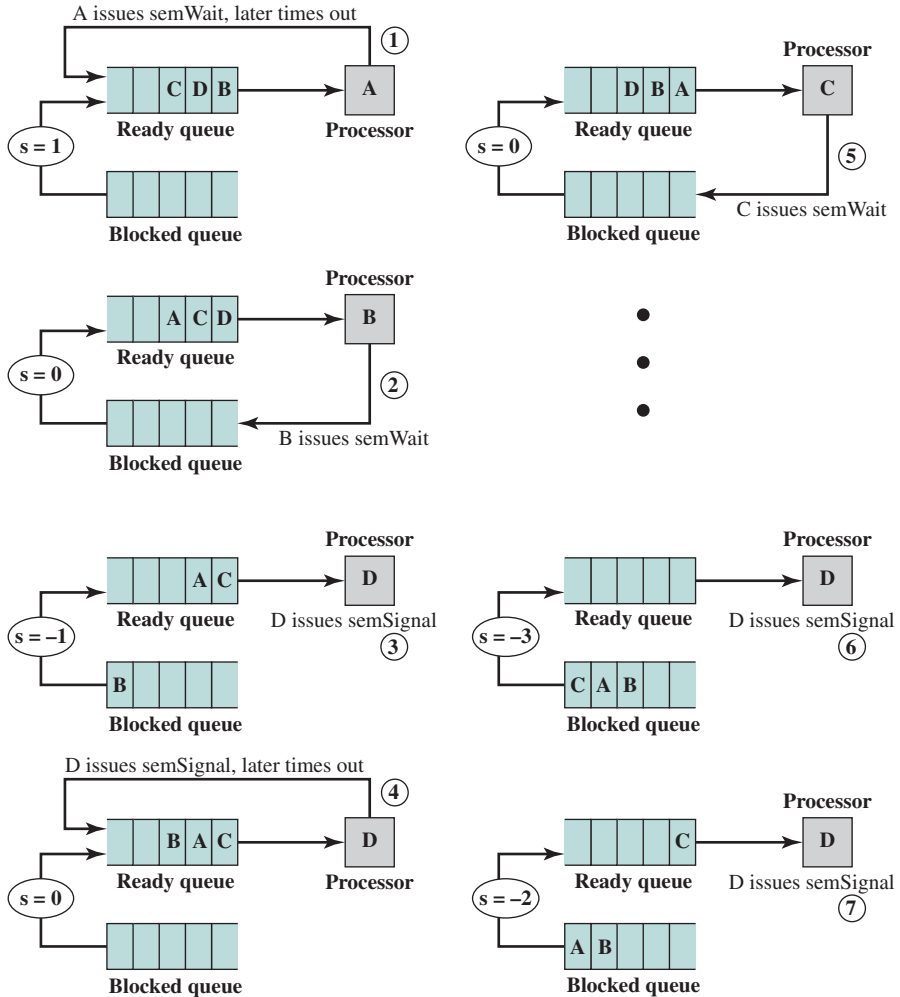 A issues semWait, later times out
1
C D B
A
Ready queue
Processor
s = 1
Blocked queue
Processor
D B A
C
Ready queue
s = 0
5
C issues semWait
Blocked queue
Processor
A C D
B
Ready queue
s = 0
2
B issues semWait
Blocked queue
Processor
A C
D
Ready queue
D issues semSignal
s = –1
3
B
Blocked queue
Processor
D
Ready queue
D issues semSignal
s = –3
6
C A B
Blocked queue
D issues semSignal, later times out
4
B A C
D
Ready queue
Processor
s = 0
Blocked queue
Processor
C
D
Ready queue
D issues semSignal
s = –2
7
A B
Blocked queue